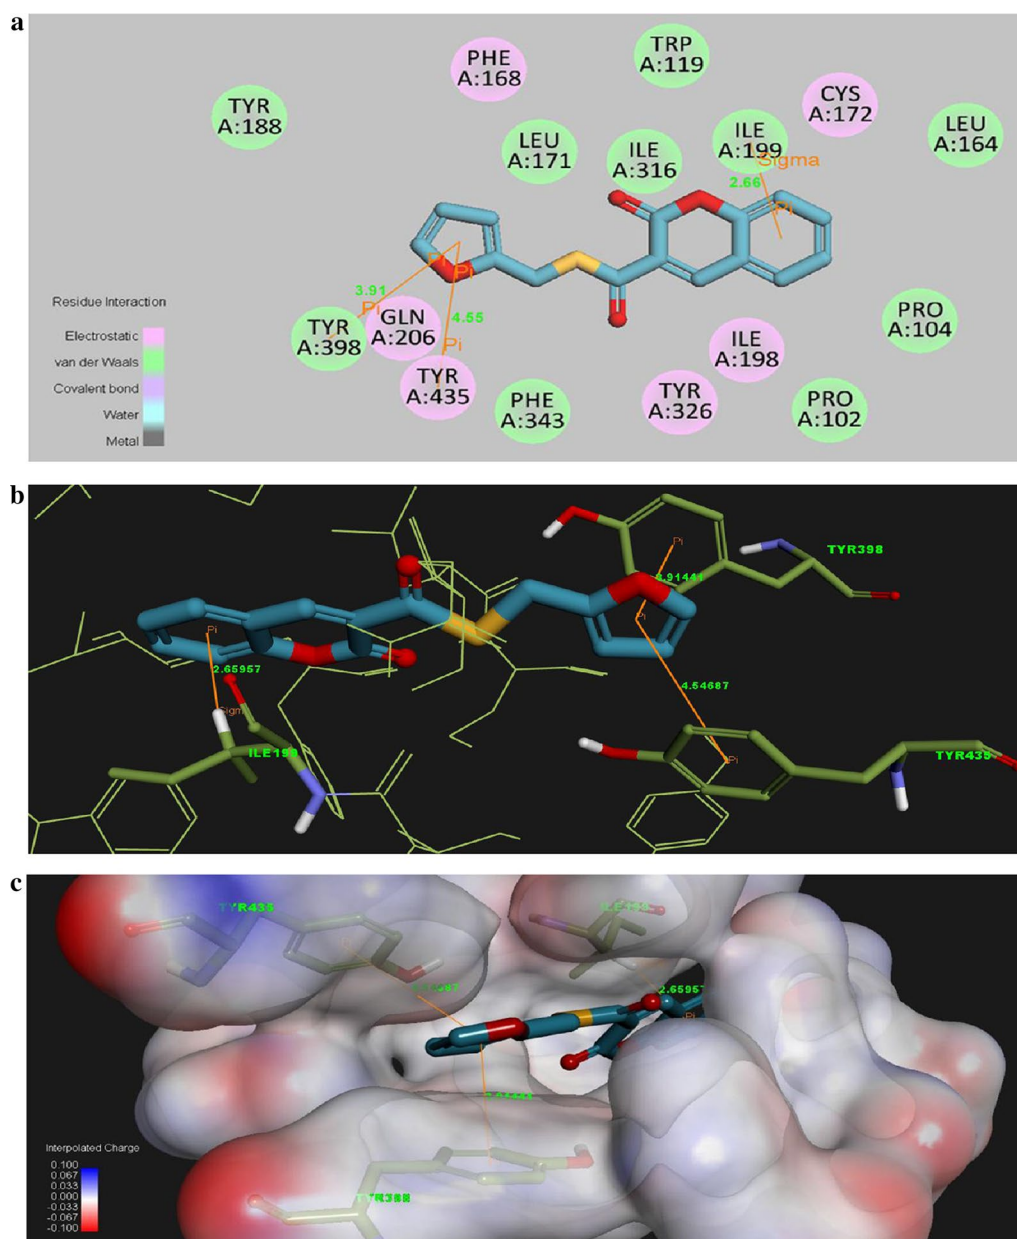 a
PHE
A:168
TRP
A:119
CYS
A:172
TYR
A:188
LEU
A:171
ILE
A:316
ILE
A:199
Sigma
LEU
A:164
2.66
Pi
Pi
Pi
3.91
Pi
4.55
Pi
TYR
A:398
GLN
A:206
TYR
A:435
PHE
A:343
TYR
A:326
ILE
A:198
PRO
A:104
PRO
A:102
Residue Interaction
Electrostatic
van der Waals
Covalent bond
Water
Metal
b
Pi
TYR398
Pi
Pi
2.65957
4.54687
ILE199
Pi
TYR435
c
TYR435
2.65957
Pi
Interpolated Charge
0.100
0.067
0.033
0.000
-0.033
-0.067
-0.100